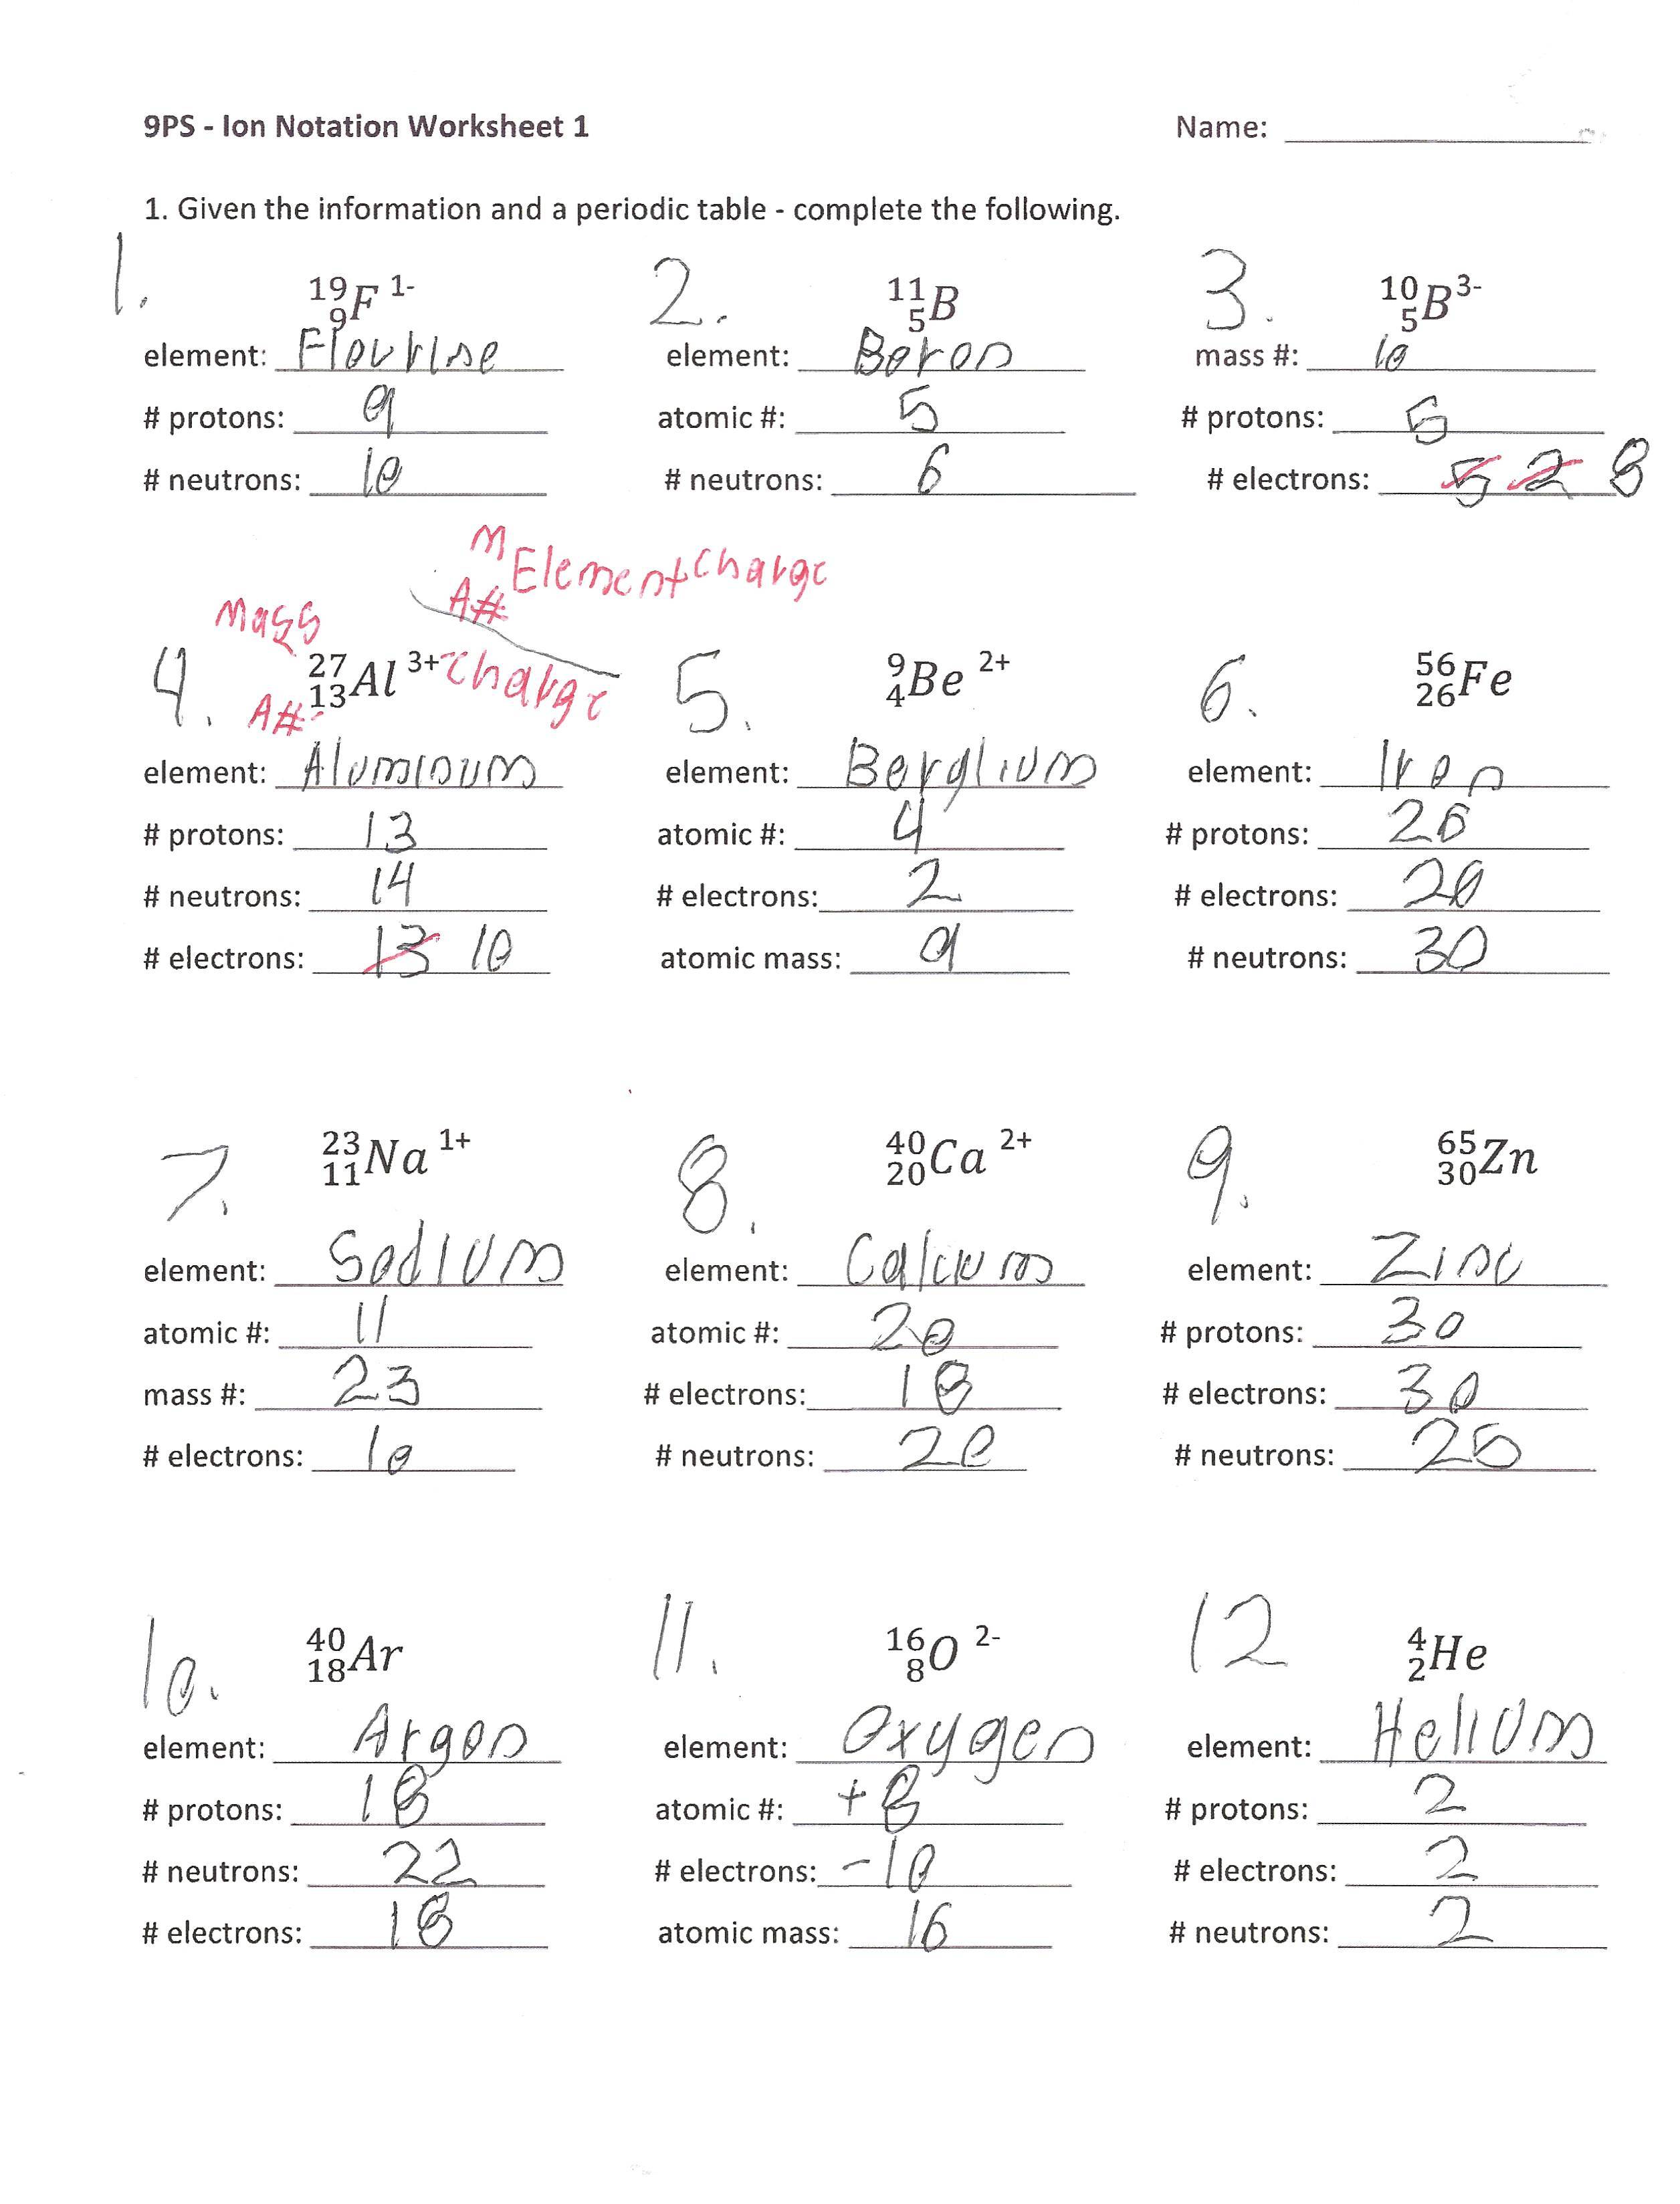 9PS - Ion Notation Worksheet 1 Name:
1. Given the information and a periodic table - complete the following.
1. 19 9 F 1- 2. 11 5 B 3. 10 5 B 3-
element: Flourine element: Boron mass #: 10
# protons: 9 atomic #: 5 # protons: 5
# neutrons: 10 # neutrons: 6 # electrons: 5 2 8
M A# Element charge
Mass A# charge
4. 27 13 Al 3+ 5. 9 4 Be 2+ 6. 56 26 Fe
element: Aluminum element: Berylium element: Iron
# protons: 13 atomic #: 4 # protons: 26
# neutrons: 14 # electrons: 2 # electrons:
# electrons: 13 10 atomic mass: 9 # neutrons: 30
7. 23 11 Na 1+ 8. 40 20 Ca 2+ 9. 65 30 Zn
element: Sodium element: Calcium element: Zinc
atomic #: 11 atomic #: 20 # protons: 30
mass #: 23 # electrons: 18 # electrons: 30
# electrons: 10 # neutrons: 20 # neutrons: 25
10. 40 18 Ar 11. 16 8 O 2- 12 4 2 He
element: Argon element: Oxygen element: Helium
# protons: 18 atomic #: +8 # protons: 2
# neutrons: 22 # electrons: -10 # electrons: 2
# electrons: 18 atomic mass: 16 # neutrons: 2